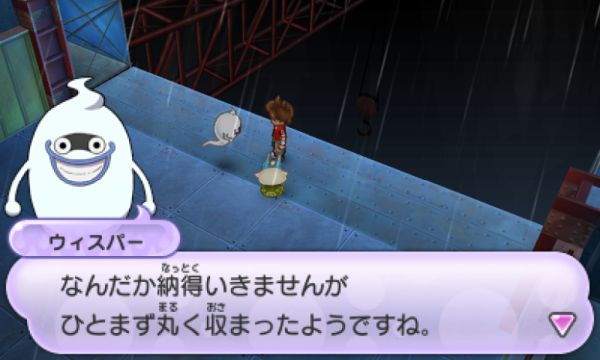 ウィスパー
なんだか納得いきませんが
ひとまず丸く収まったようですね。